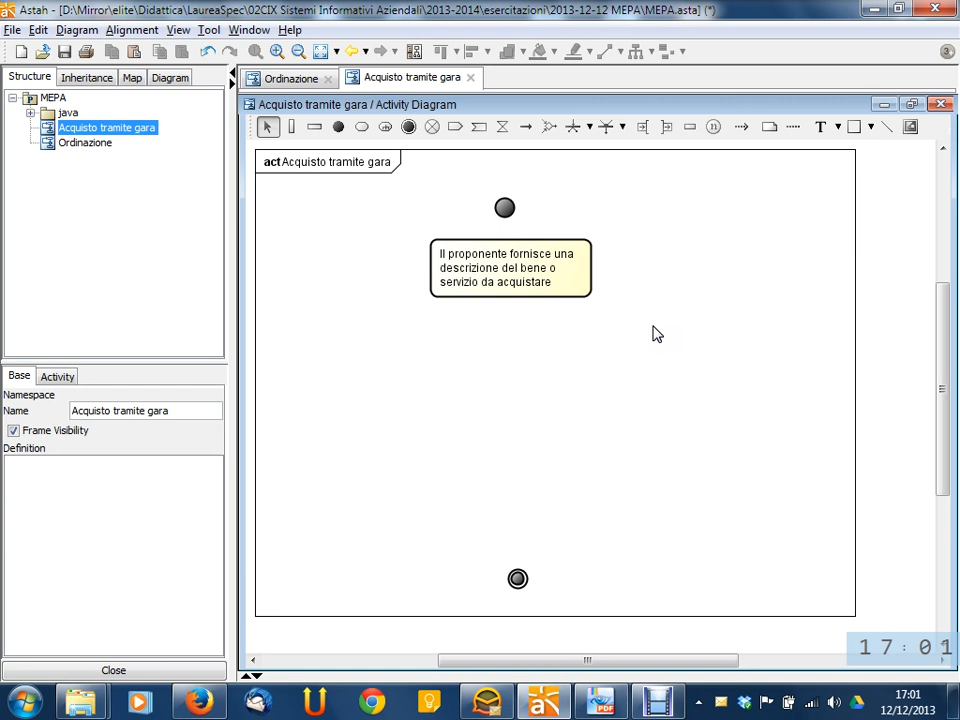 Astah - [D:\Mirror\elite\Didattica\LaureaSpec\02CIX Sistemi Informativi Aziendali\2013-2014\esercitazioni\2013-12-12 MEPA\MEPA.asta] (*)
File Edit Diagram Alignment View Tool Window Help
3
Structure Inheritance Map Diagram
Ordinazione
Acquisto tramite gara
MEPA
java
Acquisto tramite gara
Ordinazione
Acquisto tramite gara / Activity Diagram
n
T
act Acquisto tramite gara
Il proponente fornisce una
descrizione del bene o
servizio da acquistare
Base Activity
Namespace
Name Acquisto tramite gara
Frame Visibility
Definition
Close
17:01
PDF
17:01
12/12/2013